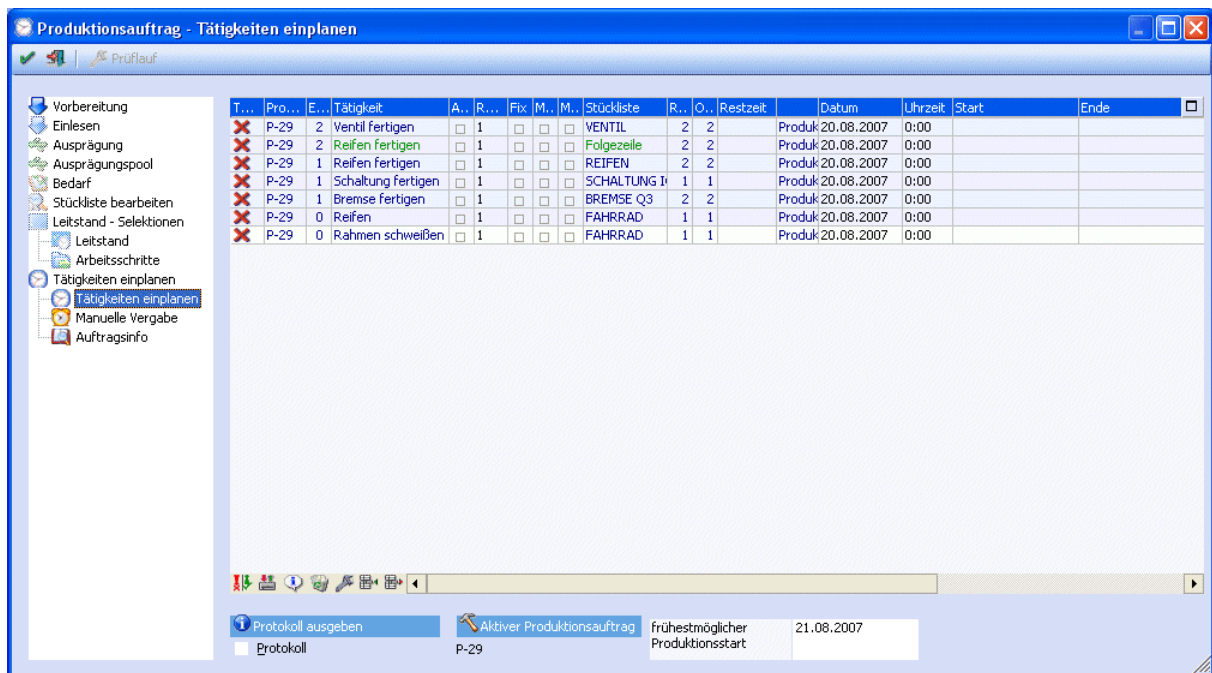 Produktionsauftrag - Tätigkeiten einplanen
Prüflauf
Vorbereitung
Einlesen
Ausprägung
Ausprägungspool
Bedarf
Stückliste bearbeiten
Leitstand - Selektionen
Leitstand
Arbeitsschritte
Tätigkeiten einplanen
Tätigkeiten einplanen
Manuelle Vergabe
Auftragsinfo
T... Pro... E... Tätigkeit A.. R... Fix M.. M.. Stückliste R.. O.. Restzeit Datum Uhrzeit Start Ende
P-29 2 Ventil fertigen 1 VENTIL 2 2 Produk 20.08.2007 0:00
P-29 2 Reifen fertigen 1 Folgezeile 2 2 Produk 20.08.2007 0:00
P-29 1 Reifen fertigen 1 REIFEN 2 2 Produk 20.08.2007 0:00
P-29 1 Schaltung fertigen 1 SCHALTUNG 1 1 Produk 20.08.2007 0:00
P-29 1 Bremse fertigen 1 BREMSE Q3 2 2 Produk 20.08.2007 0:00
P-29 0 Reifen 1 FAHRRAD 1 1 Produk 20.08.2007 0:00
P-29 0 Rahmen schweißen 1 FAHRRAD 1 1 Produk 20.08.2007 0:00
Protokoll ausgeben
Protokoll
Aktiver Produktionsauftrag
P-29
frühestmöglicher
Produktionsstart
21.08.2007